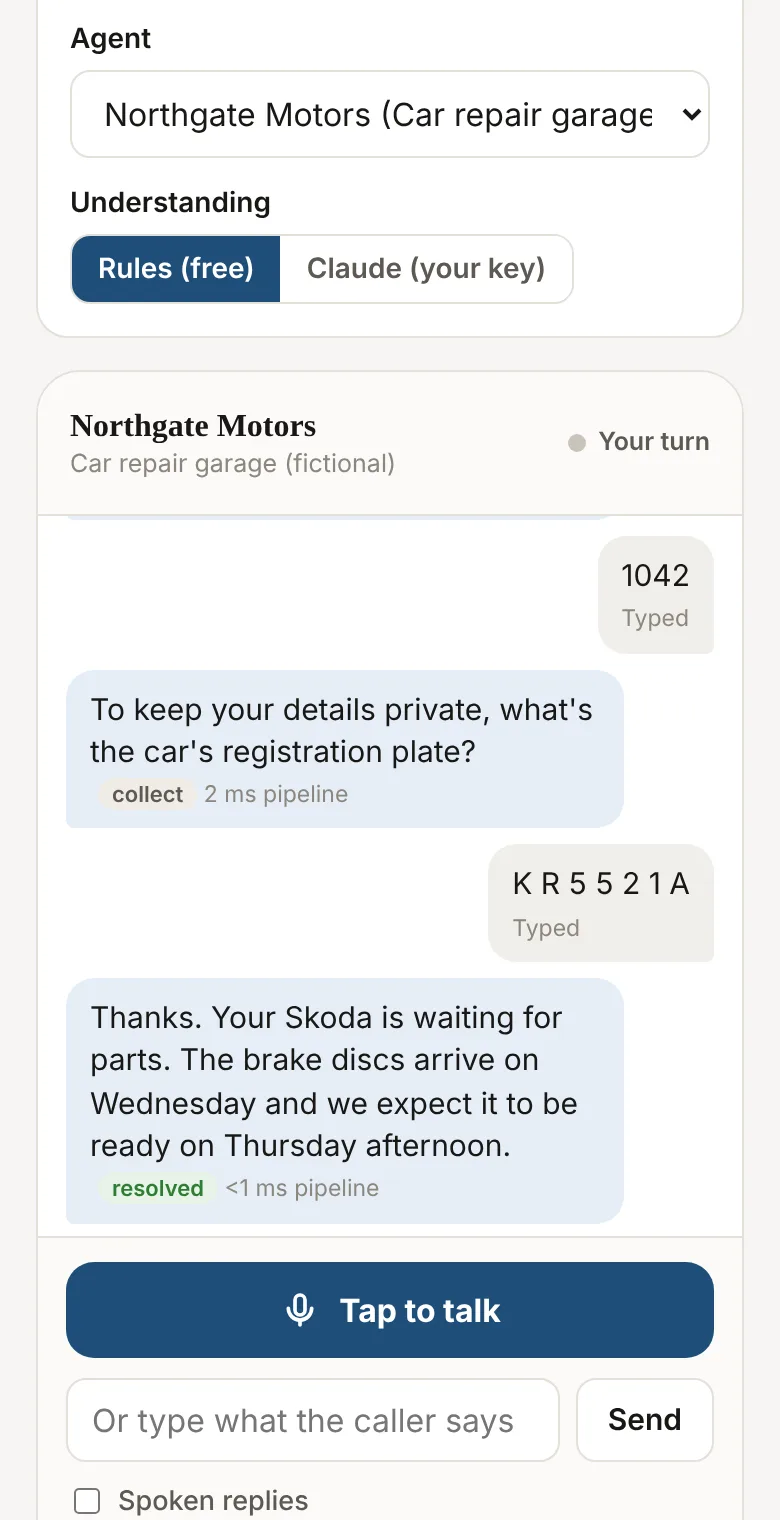 Agent
Northgate Motors (Car repair garage
Understanding
Rules (free)
Claude (your key)
Northgate Motors
Car repair garage (fictional)
Your turn
1042
Typed
To keep your details private, what's
the car's registration plate?
collect 2 ms pipeline
K R 5 5 2 1 A
Typed
Thanks. Your Skoda is waiting for
parts. The brake discs arrive on
Wednesday and we expect it to be
ready on Thursday afternoon.
resolved <1 ms pipeline
Tap to talk
Or type what the caller says
Send
Spoken replies